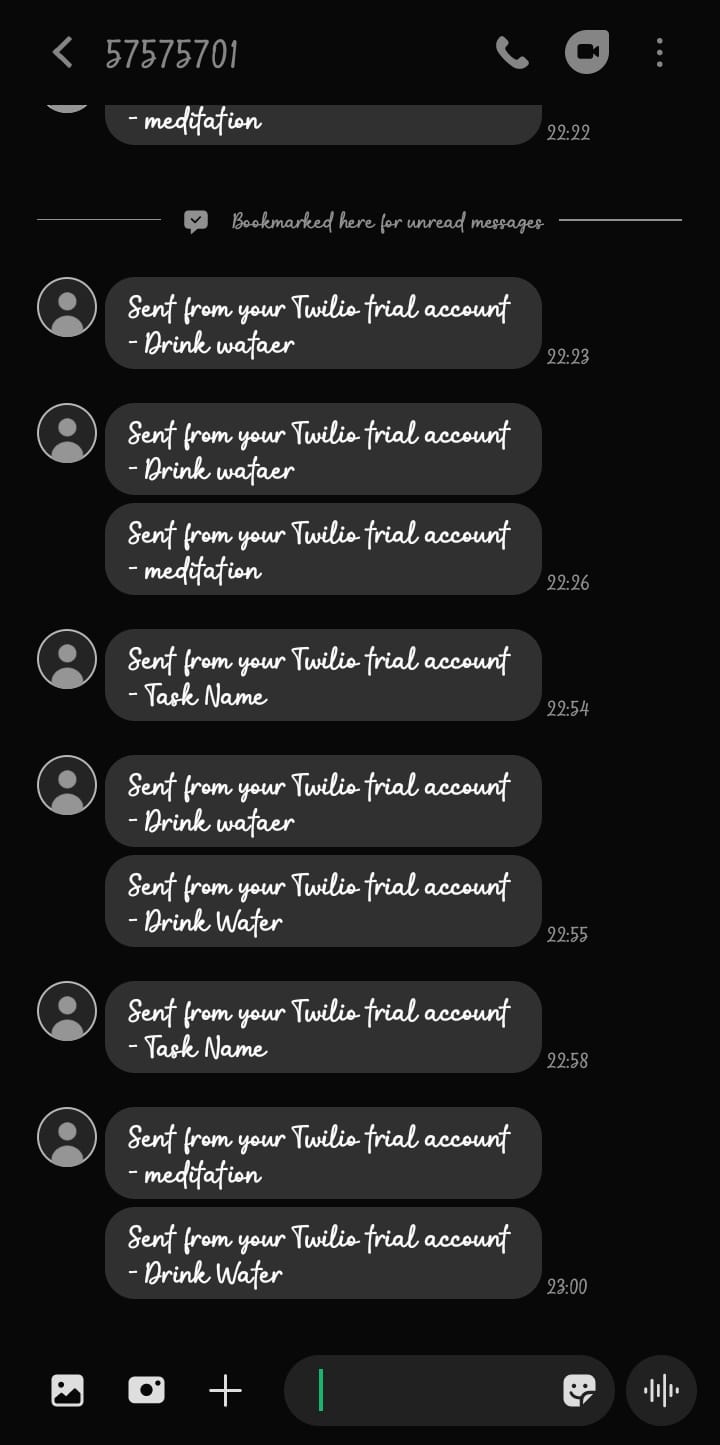 57575701
- meditation
22:22
Bookmarked here for unread messages
Sent from your Twilio trial account
- Drink wataer
22:23
Sent from your Twilio trial account
- Drink wataer
Sent from your Twilio trial account
- meditation
22:26
Sent from your Twilio trial account
- Task Name
22:54
Sent from your Twilio trial account
- Drink wataer
Sent from your Twilio trial account
- Drink Water
22:55
Sent from your Twilio trial account
- Task Name
22:58
Sent from your Twilio trial account
- meditation
Sent from your Twilio trial account
- Drink Water
23:00